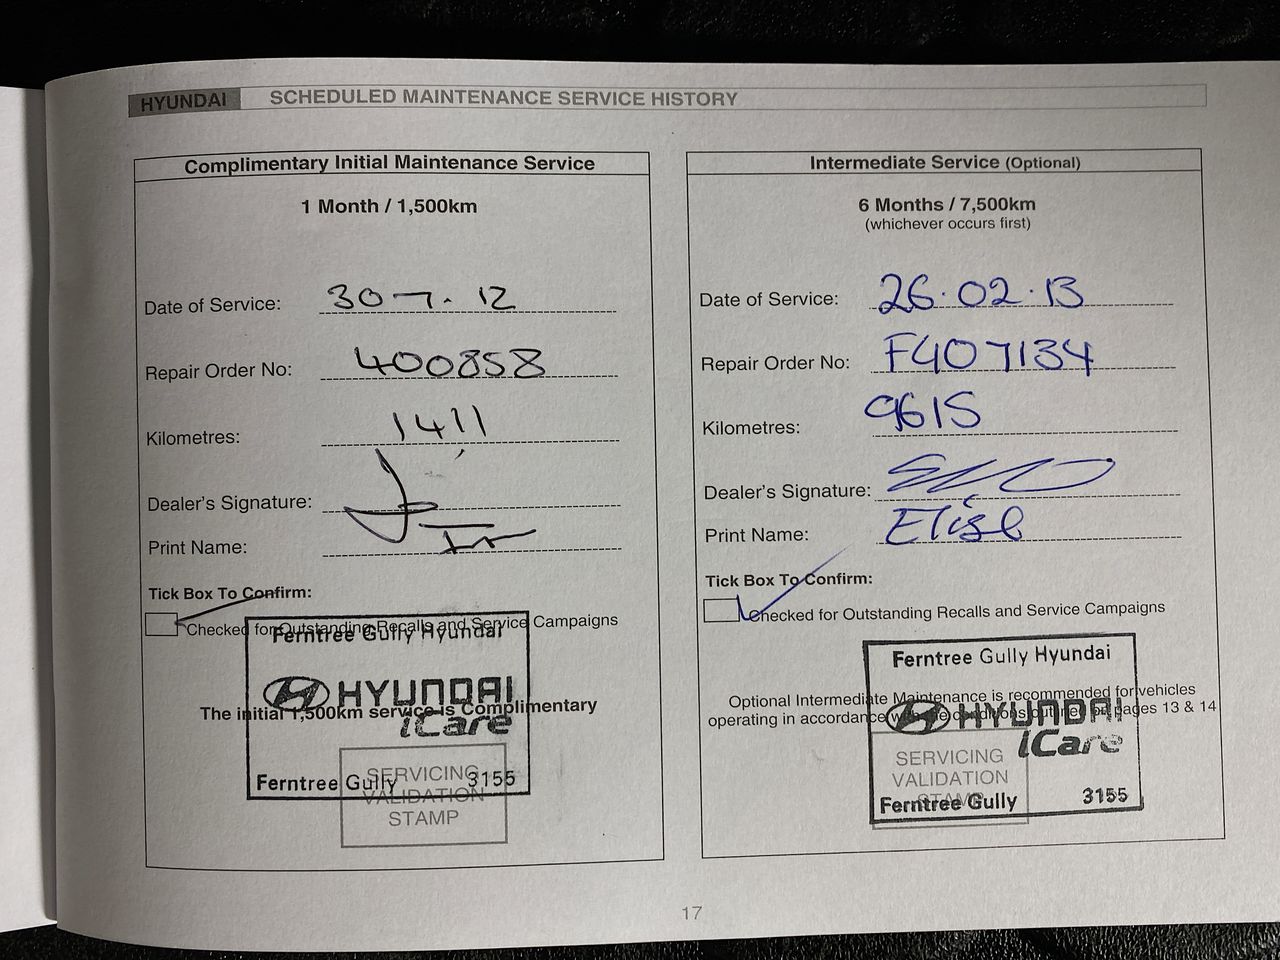 HYUNDAI SCHEDULED MAINTENANCE SERVICE HISTORY
Complimentary Initial Maintenance Service
1 Month / 1,500km
Date of Service: 30-7.12
Repair Order No: 400858
Kilometres: 1411
Dealer's Signature:
Print Name:
Tick Box To Confirm:
Checked for Outstanding Recalls and Service Campaigns
Ferntree Gully Hyundai
HYUNDAI
The initial 1,500km service is Complimentary
iCare
Ferntree Gully 3155
SERVICING
VALIDATION
STAMP
Intermediate Service (Optional)
6 Months / 7,500km
(whichever occurs first)
Date of Service: 26.02.13
Repair Order No: F407134
Kilometres: 9615
Dealer's Signature:
Print Name: Elise
Tick Box To Confirm:
Checked for Outstanding Recalls and Service Campaigns
Ferntree Gully Hyundai
Optional Intermediate Maintenance is recommended for vehicles
operating in accordance with the conditions outlined on pages 13 & 14
HYUNDAI
iCare
SERVICING
VALIDATION
STAMP
Ferntree Gully 3155
17